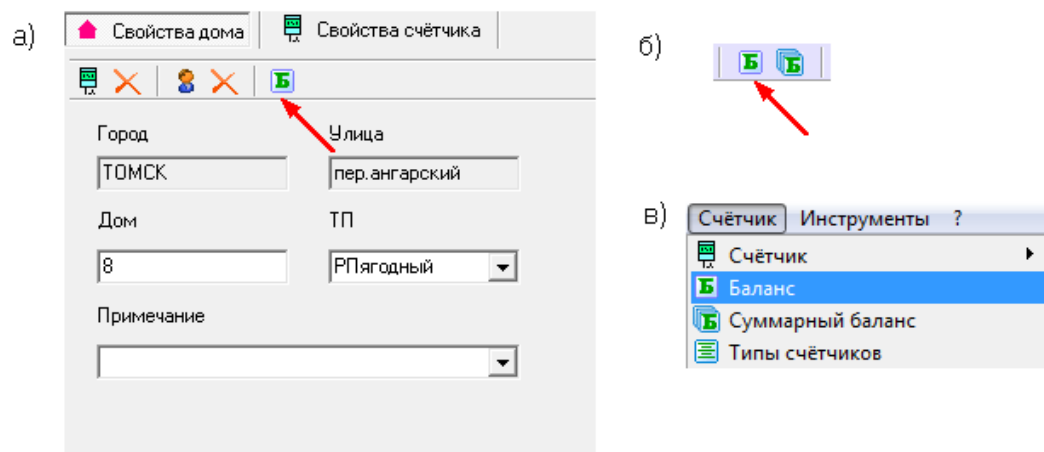 а)
Свойства дома
Свойства счётчика
Б
Город
Улица
ТОМСК
пер.ангарский
Дом
ТП
8
РПягодный
Примечание
б)
Б Б
в)
Счётчик Инструменты ?
Счётчик
Б Баланс
Б Суммарный баланс
Типы счётчиков